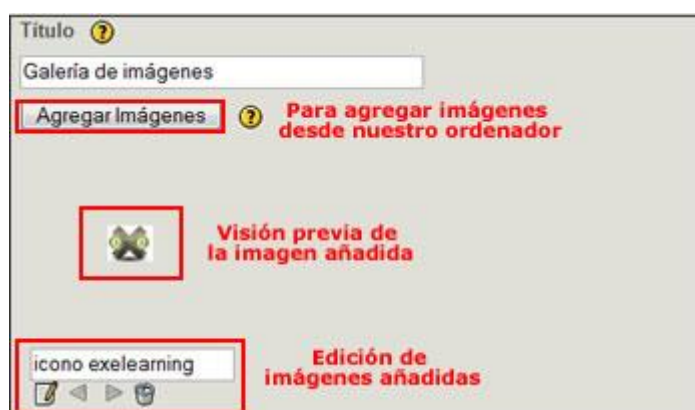 Título
Galería de imágenes
Agregar Imágenes
Para agregar imágenes
desde nuestro ordenador
Visión previa de
la imagen añadida
icono exelearning
Edición de
imágenes añadidas